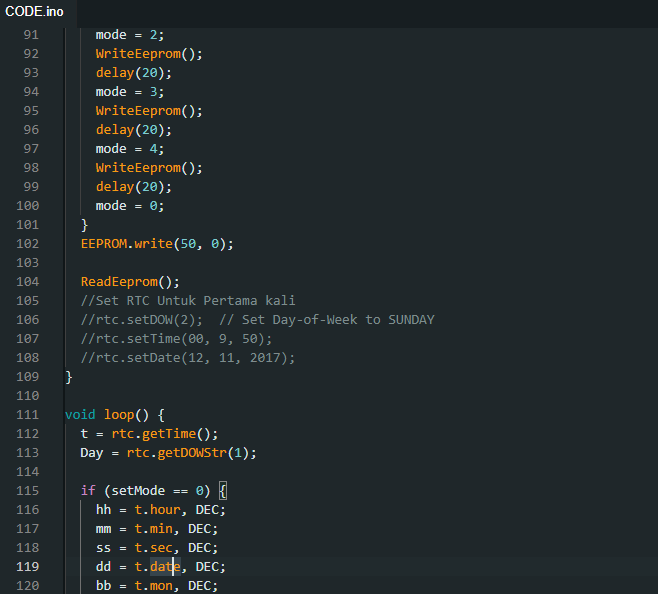 CODE.ino
91 mode = 2;
92 WriteEeprom();
93 delay(20);
94 mode = 3;
95 WriteEeprom();
96 delay(20);
97 mode = 4;
98 WriteEeprom();
99 delay(20);
100 mode = 0;
101 }
102 EEPROM.write(50, 0);
103
104 ReadEeprom();
105 //Set RTC Untuk Pertama kali
106 //rtc.setDOW(2);  // Set Day-of-Week to SUNDAY
107 //rtc.setTime(00, 9, 50);
108 //rtc.setDate(12, 11, 2017);
109 }
110
111 void loop() {
112 t = rtc.getTime();
113 Day = rtc.getDOWStr(1);
114
115 if (setMode == 0) {
116 hh = t.hour, DEC;
117 mm = t.min, DEC;
118 ss = t.sec, DEC;
119 dd = t.date, DEC;
120 bb = t.mon, DEC;